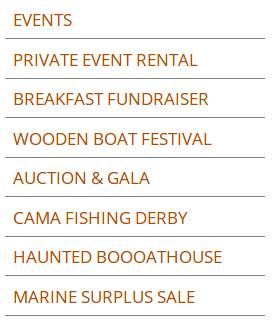 EVENTS
PRIVATE EVENT RENTAL
BREAKFAST FUNDRAISER
WOODEN BOAT FESTIVAL
AUCTION & GALA
CAMA FISHING DERBY
HAUNTED BOOOATHOUSE
MARINE SURPLUS SALE